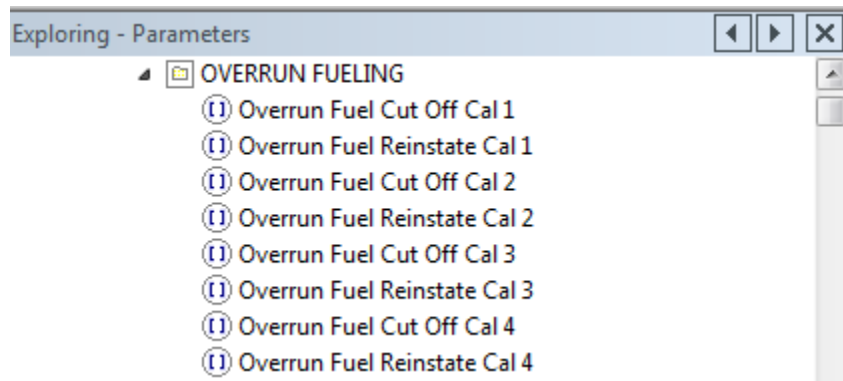 Exploring - Parameters
OVERRUN FUELING
Overrun Fuel Cut Off Cal 1
Overrun Fuel Reinstate Cal 1
Overrun Fuel Cut Off Cal 2
Overrun Fuel Reinstate Cal 2
Overrun Fuel Cut Off Cal 3
Overrun Fuel Reinstate Cal 3
Overrun Fuel Cut Off Cal 4
Overrun Fuel Reinstate Cal 4